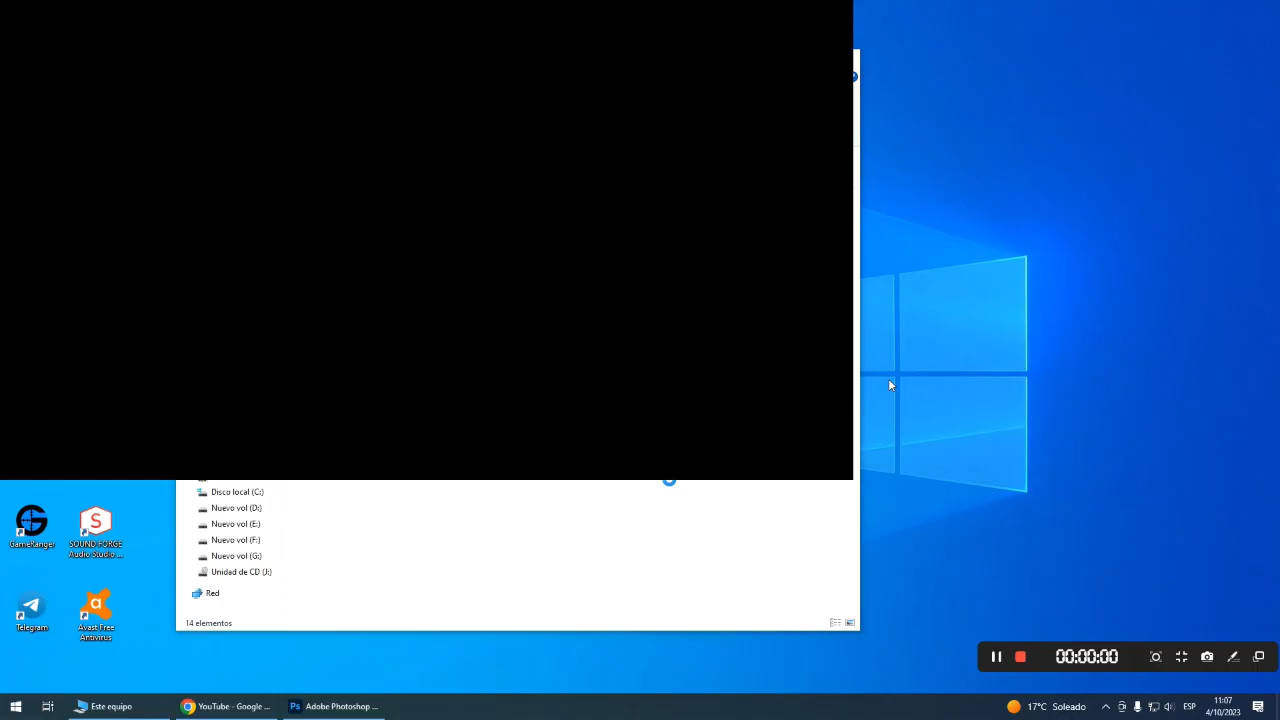 Disco local (C:)
Nuevo vol (D:)
Nuevo vol (E:)
Nuevo vol (F:)
Nuevo vol (G:)
Unidad de CD (J:)
Red
14 elementos
GameRanger
SOUND FORGE
Audio Studio ...
Telegram
Avast Free
Antivirus
00:00:00
Este equipo
YouTube - Google ...
Adobe Photoshop ...
17°C Soleado
ESP
11:07
4/10/2023